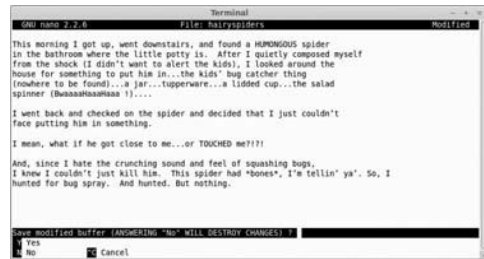 Terminal
GNU nano 2.2.6 File: hairyspiders Modified
This morning I got up, went downstairs, and found a HUMONGOUS spider
in the bathroom where the little potty is. After I quietly composed myself
from the shock (I didn't want to alert the kids), I looked around the
house for something to put him in...the kids' bug catcher thing
(nowhere to be found)...a jar...tupperware...a lidded cup...the salad
spinner (BwaaaaHaaaHaaa !)....
I went back and checked on the spider and decided that I just couldn't
face putting him in something.
I mean, what if he got close to me...or TOUCHED me?!?!
And, since I hate the crunching sound and feel of squashing bugs,
I knew I couldn't just kill him. This spider had *bones*, I'm tellin' ya'. So, I
hunted for bug spray. And hunted. But nothing.
Save modified buffer (ANSWERING "No" WILL DESTROY CHANGES) ?
Y Yes
N No ^C Cancel